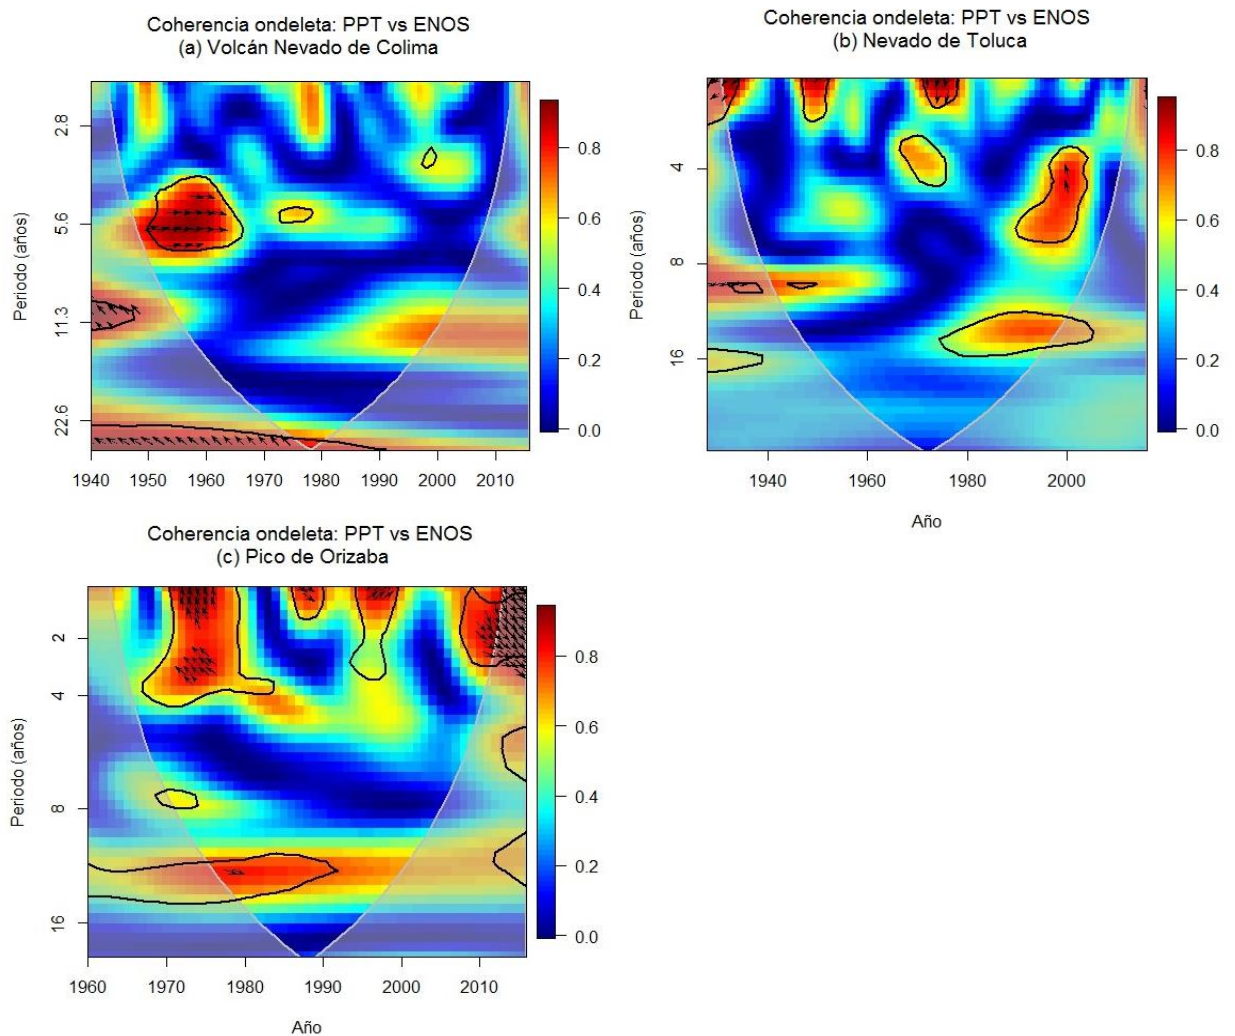 Coherencia ondeleta: PPT vs ENOS
(a) Volcán Nevado de Colima
Periodo (años)
2.8
5.6
11.3
22.6
1940 1950 1960 1970 1980 1990 2000 2010
0.8
0.6
0.4
0.2
0.0
Coherencia ondeleta: PPT vs ENOS
(b) Nevado de Toluca
Periodo (años)
4
8
16
1940 1960 1980 2000
Año
0.8
0.6
0.4
0.2
0.0
Coherencia ondeleta: PPT vs ENOS
(c) Pico de Orizaba
Periodo (años)
2
4
8
16
1960 1970 1980 1990 2000 2010
Año
0.8
0.6
0.4
0.2
0.0